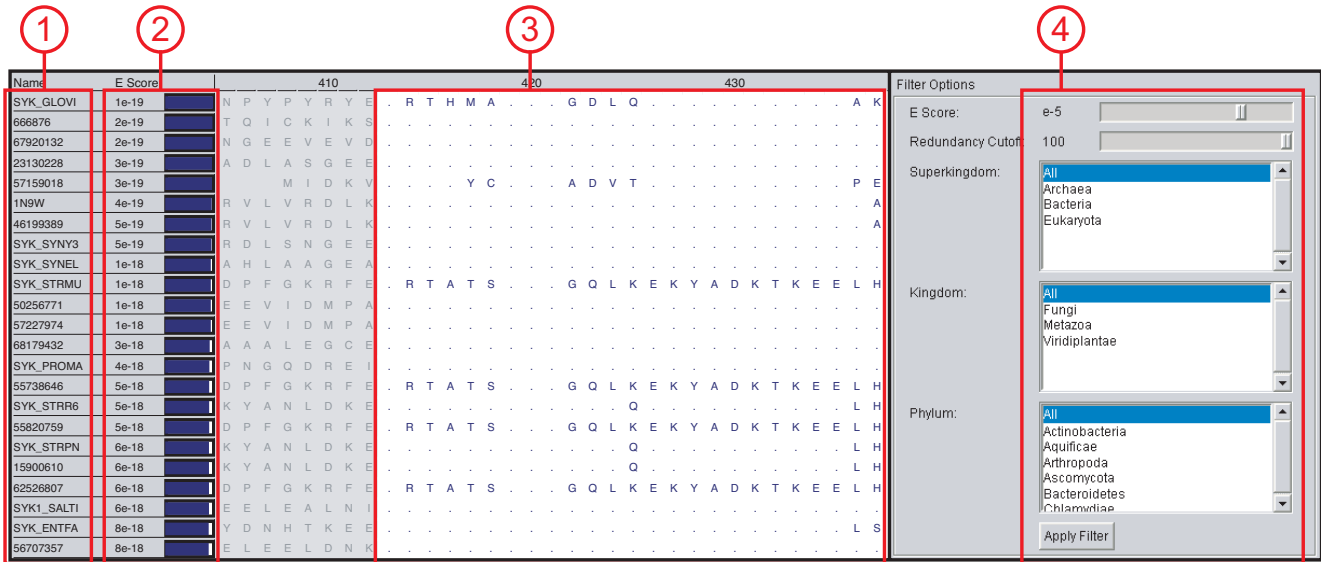 1 2 3 4
Name E Score 410 420 430 Filter Options
SYK_GLOVI 1e-19 N P Y P Y R Y E . R T H M A . . . G D L Q . . . . . . . . . . A K
666876 2e-19 T Q I C K I K S . . . . . . . . . . . . . . . . . . . . . . . . .
67920132 2e-19 N G E E V E V D . . . . . . . . . . . . . . . . . . . . . . . . .
23130228 3e-19 A D L A S G E E . . . . . . . . . . . . . . . . . . . . . . . . .
57159018 3e-19 M I D K V . . . . Y C . . . A D V T . . . . . . . . . . P E
1N9W 4e-19 R V L V R D L K . . . . . . . . . . . . . . . . . . . . . . . . A
46199389 5e-19 R V L V R D L K . . . . . . . . . . . . . . . . . . . . . . . . A
SYK_SYNY3 5e-19 R D L S N G E E . . . . . . . . . . . . . . . . . . . . . . . . .
SYK_SYNEL 1e-18 A H L A A G E A . . . . . . . . . . . . . . . . . . . . . . . . .
SYK_STRMU 1e-18 D P F G K R F E . R T A T S . . . G Q L K E K Y A D K T K E E L H
50256771 1e-18 E E V I D M P A . . . . . . . . . . . . . . . . . . . . . . . . .
57227974 1e-18 E E V I D M P A . . . . . . . . . . . . . . . . . . . . . . . . .
68179432 3e-18 A A A L E G C E . . . . . . . . . . . . . . . . . . . . . . . . .
SYK_PROMA 4e-18 P N G Q D R E I . . . . . . . . . . . . . . . . . . . . . . . . .
55738646 5e-18 D P F G K R F E . R T A T S . . . G Q L K E K Y A D K T K E E L H
SYK_STRR6 5e-18 K Y A N L D K E . . . . . . . . . . . . Q . . . . . . . . . . L H
55820759 5e-18 D P F G K R F E . R T A T S . . . G Q L K E K Y A D K T K E E L H
SYK_STRPN 6e-18 K Y A N L D K E . . . . . . . . . . . . Q . . . . . . . . . . L H
15900610 6e-18 K Y A N L D K E . . . . . . . . . . . . Q . . . . . . . . . . L H
62526807 6e-18 D P F G K R F E . R T A T S . . . G Q L K E K Y A D K T K E E L H
SYK1_SALTI 6e-18 E E L E A L N I . . . . . . . . . . . . . . . . . . . . . . . . .
SYK_ENTFA 8e-18 Y D N H T K E E . . . . . . . . . . . . . . . . . . . . . . . L S
56707357 8e-18 E L E E L D N K . . . . . . . . . . . . . . . . . . . . . . . . .
E Score: e-5
Redundancy Cutoff: 100
Superkingdom: All
Archaea
Bacteria
Eukaryota
Kingdom: All
Fungi
Metazoa
Viridiplantae
Phylum: All
Actinobacteria
Aquificae
Arthropoda
Ascomycota
Bacteroidetes
Chlamydiae
Apply Filter